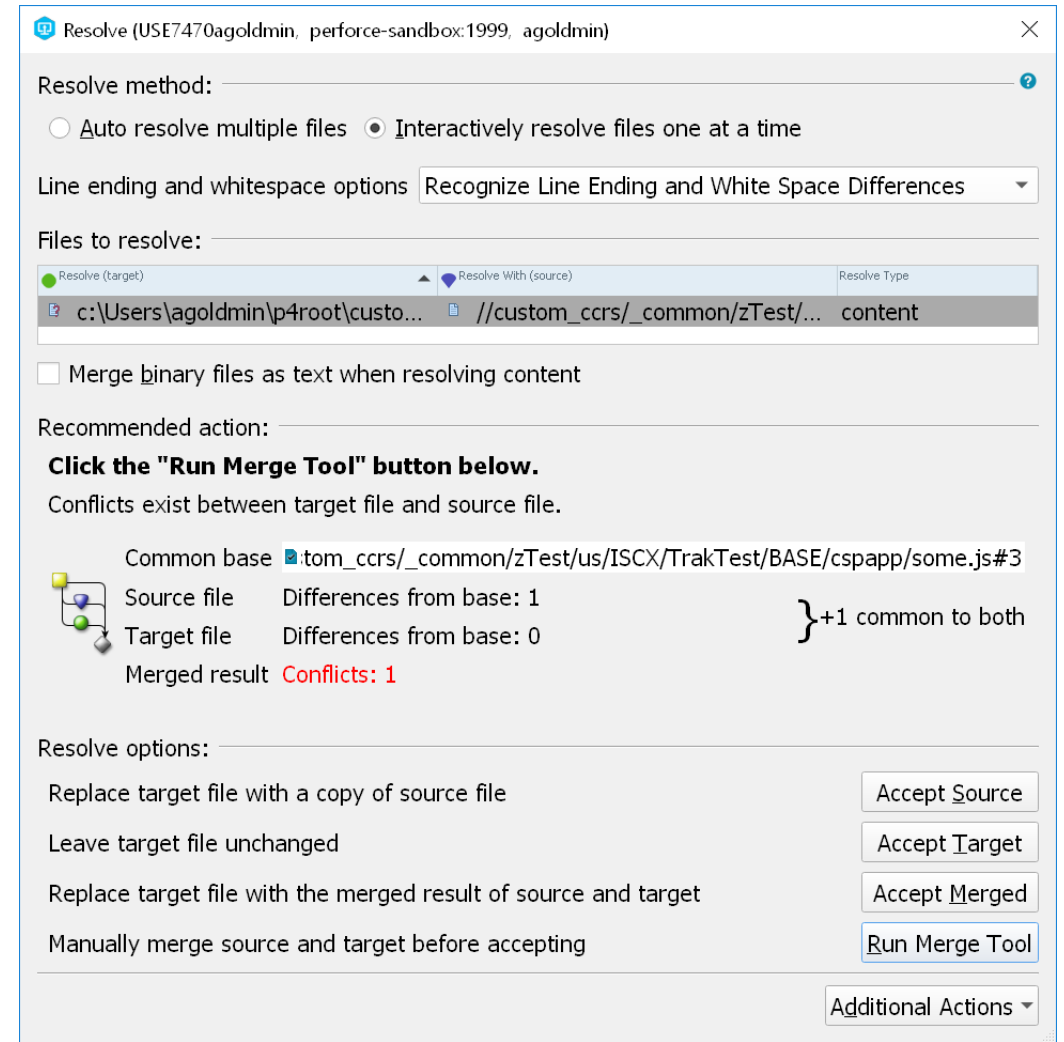 Resolve (USE7470agoldmin, perforce-sandbox:1999, agoldmin)
Resolve method:
Auto resolve multiple files Interactively resolve files one at a time
Line ending and whitespace options Recognize Line Ending and White Space Differences
Files to resolve:
Resolve (target) Resolve With (source) Resolve Type
c:\Users\agoldmin\p4root\custo... //custom_ccrs/_common/zTest/... content
Merge binary files as text when resolving content
Recommended action:
Click the "Run Merge Tool" button below.
Conflicts exist between target file and source file.
Common base :tom_ccrs/_common/zTest/us/ISCX/TrakTest/BASE/cspapp/some.js#3
Source file Differences from base: 1
}+1 common to both
Target file Differences from base: 0
Merged result Conflicts: 1
Resolve options:
Replace target file with a copy of source file Accept Source
Leave target file unchanged Accept Target
Replace target file with the merged result of source and target Accept Merged
Manually merge source and target before accepting Run Merge Tool
Additional Actions